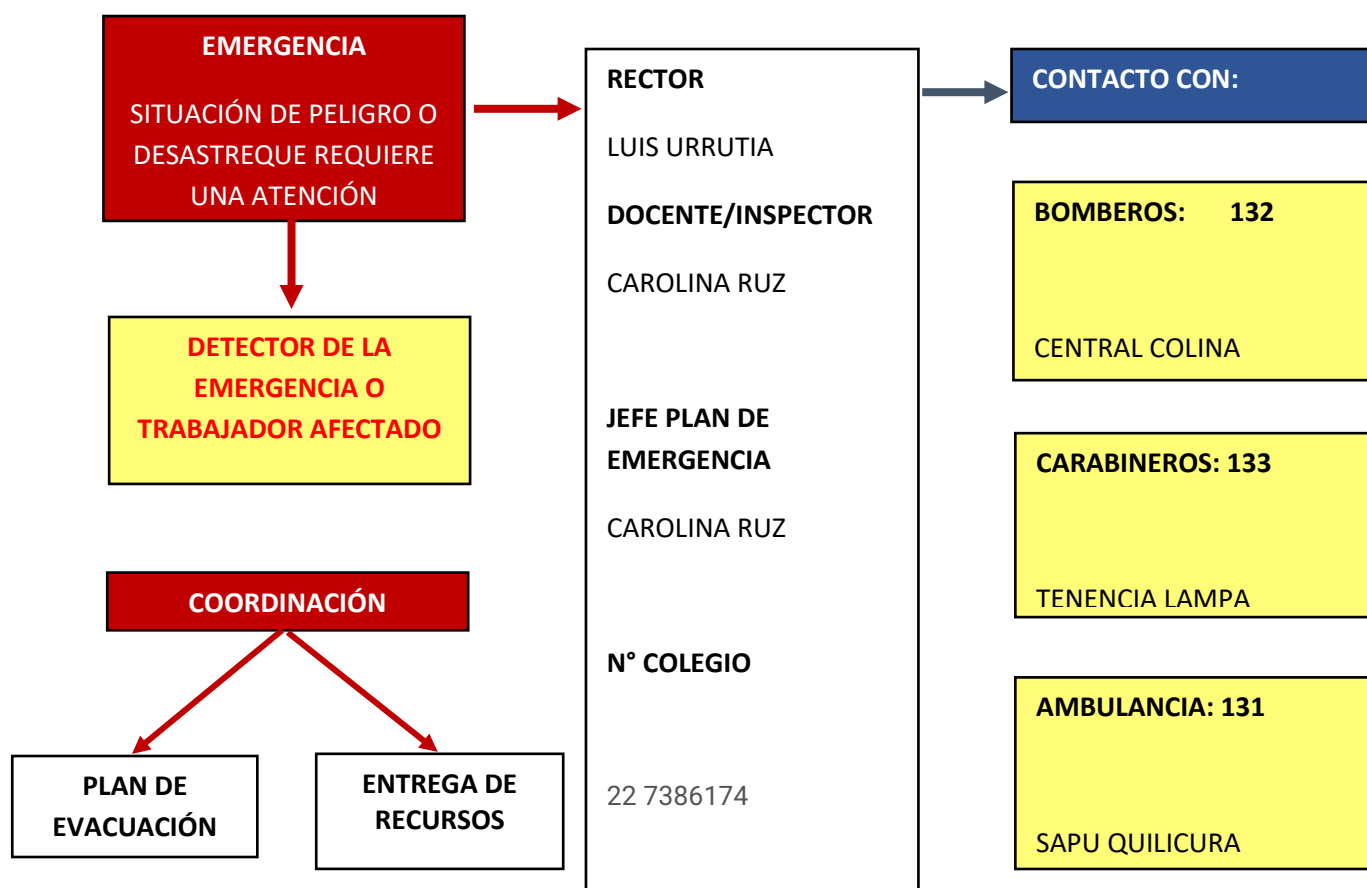 EMERGENCIA
SITUACIÓN DE PELIGRO O
DESASTREQUE REQUIERE
UNA ATENCIÓN
DETECTOR DE LA
EMERGENCIA O
TRABAJADOR AFECTADO
COORDINACIÓN
PLAN DE
EVACUACIÓN
ENTREGA DE
RECURSOS
RECTOR
LUIS URRUTIA
DOCENTE/INSPECTOR
CAROLINA RUZ
JEFE PLAN DE
EMERGENCIA
CAROLINA RUZ
N° COLEGIO
22 7386174
CONTACTO CON:
BOMBEROS: 132
CENTRAL COLINA
CARABINEROS: 133
TENENCIA LAMPA
AMBULANCIA: 131
SAPU QUILICURA